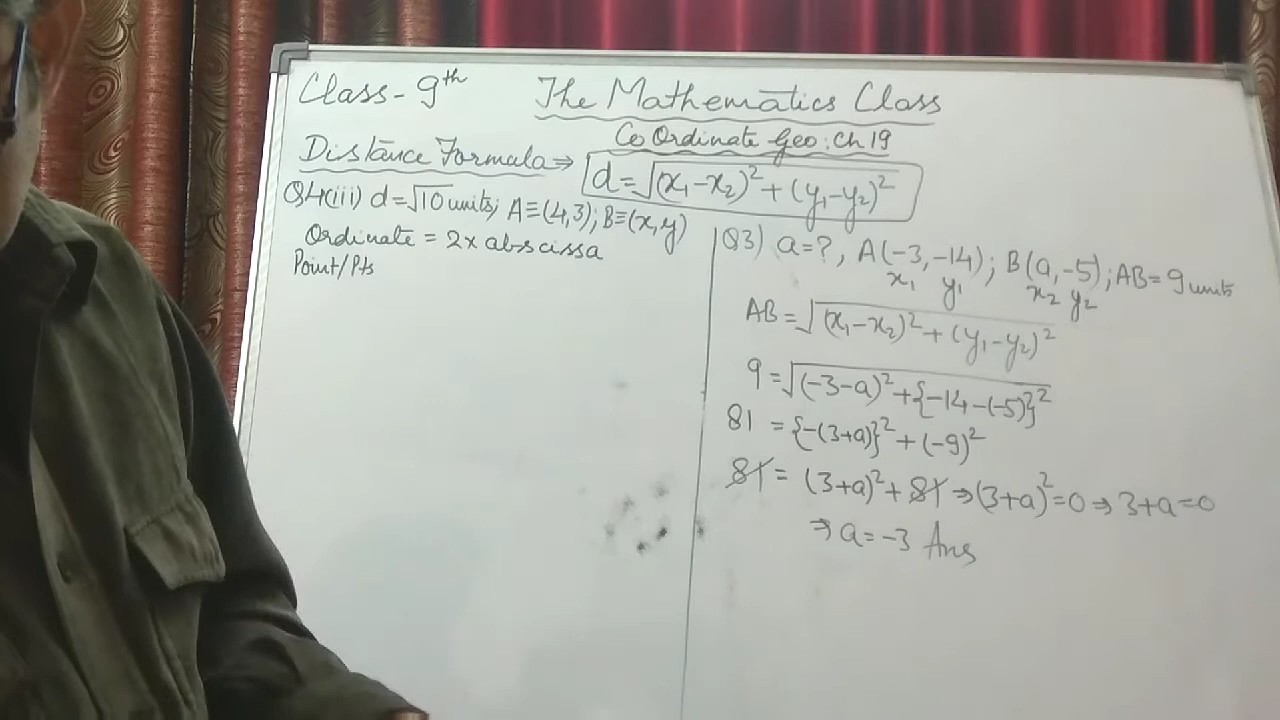 Class - 9th
The Mathematics Class
Co Ordinate Geo: Ch 19
Distance Formula ⇒ d = √(x₁-x₂)² + (y₁-y₂)²
Q4(iii) d = √10 units; A ≡ (4,3); B ≡ (x,y)
Ordinate = 2 x abscissa
Point/Pts
Q3) a = ?, A(-3, -14); B(a, -5); AB = 9 units
x₁ y₁ x₂ y₂
AB = √(x₁-x₂)² + (y₁-y₂)²
9 = √(-3-a)² + {-14-(-5)}²
81 = {-(3+a)}² + (-9)²
81 = (3+a)² + 81 ⇒ (3+a)² = 0 ⇒ 3+a = 0
⇒ a = -3 Ans